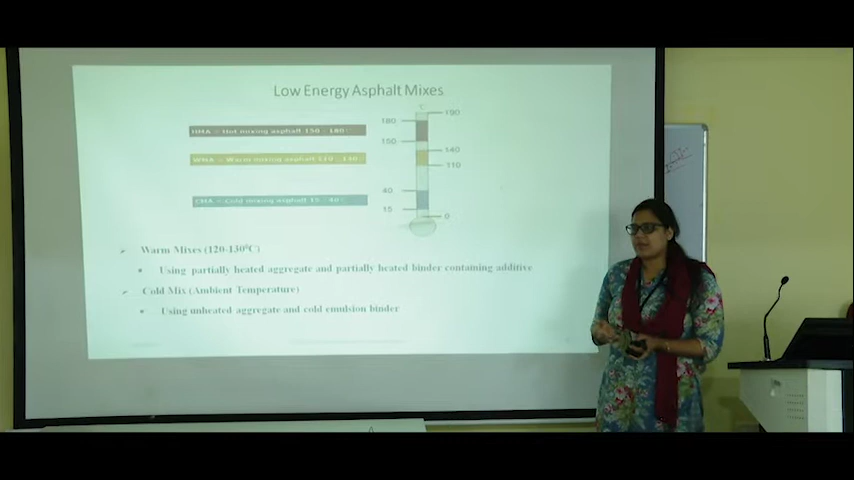 Low Energy Asphalt Mixes
°C
190
180
HMA - Hot mixing asphalt 150 - 180
150
140
WMA - Warm mixing asphalt 110 - 140
110
40
CMA - Cold mixing asphalt 15 - 40
15
0
Warm Mixes (120-130°C)
Using partially heated aggregate and partially heated binder containing additive
Cold Mix (Ambient Temperature)
Using unheated aggregate and cold emulsion binder